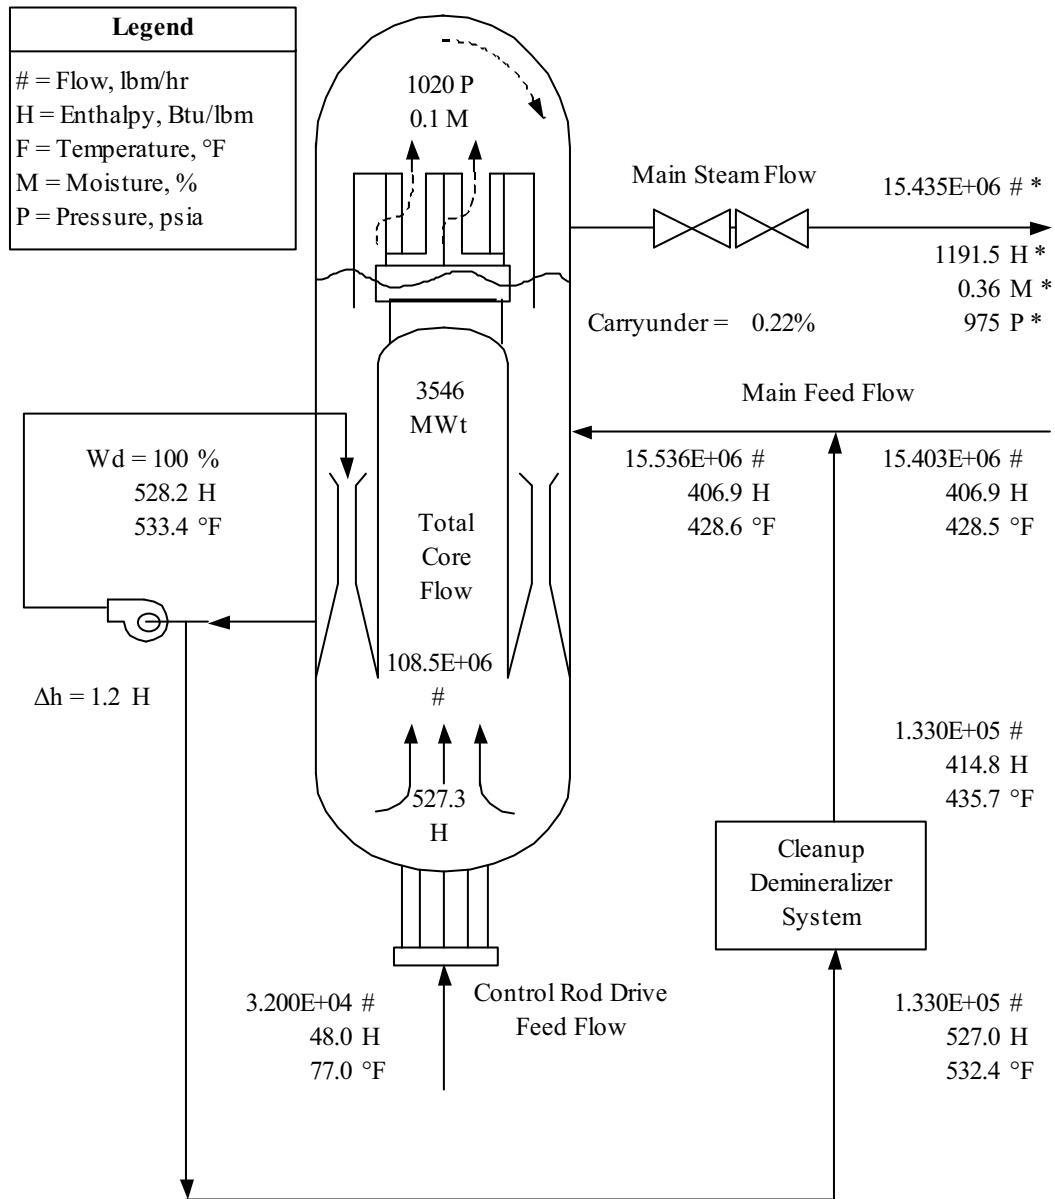 Legend
# = Flow, lbm/hr
H = Enthalpy, Btu/lbm
F = Temperature, °F
M = Moisture, %
P = Pressure, psia
1020 P
0.1 M
Main Steam Flow
15.435E+06 # *
1191.5 H *
0.36 M *
975 P *
Carryunder = 0.22%
3546
MWt
Main Feed Flow
Wd = 100 %
528.2 H
533.4 °F
15.536E+06 #
406.9 H
428.6 °F
15.403E+06 #
406.9 H
428.5 °F
Total
Core
Flow
108.5E+06
#
Δh = 1.2 H
527.3
H
1.330E+05 #
414.8 H
435.7 °F
Cleanup
Demineralizer
System
3.200E+04 #
48.0 H
77.0 °F
Control Rod Drive
Feed Flow
1.330E+05 #
527.0 H
532.4 °F